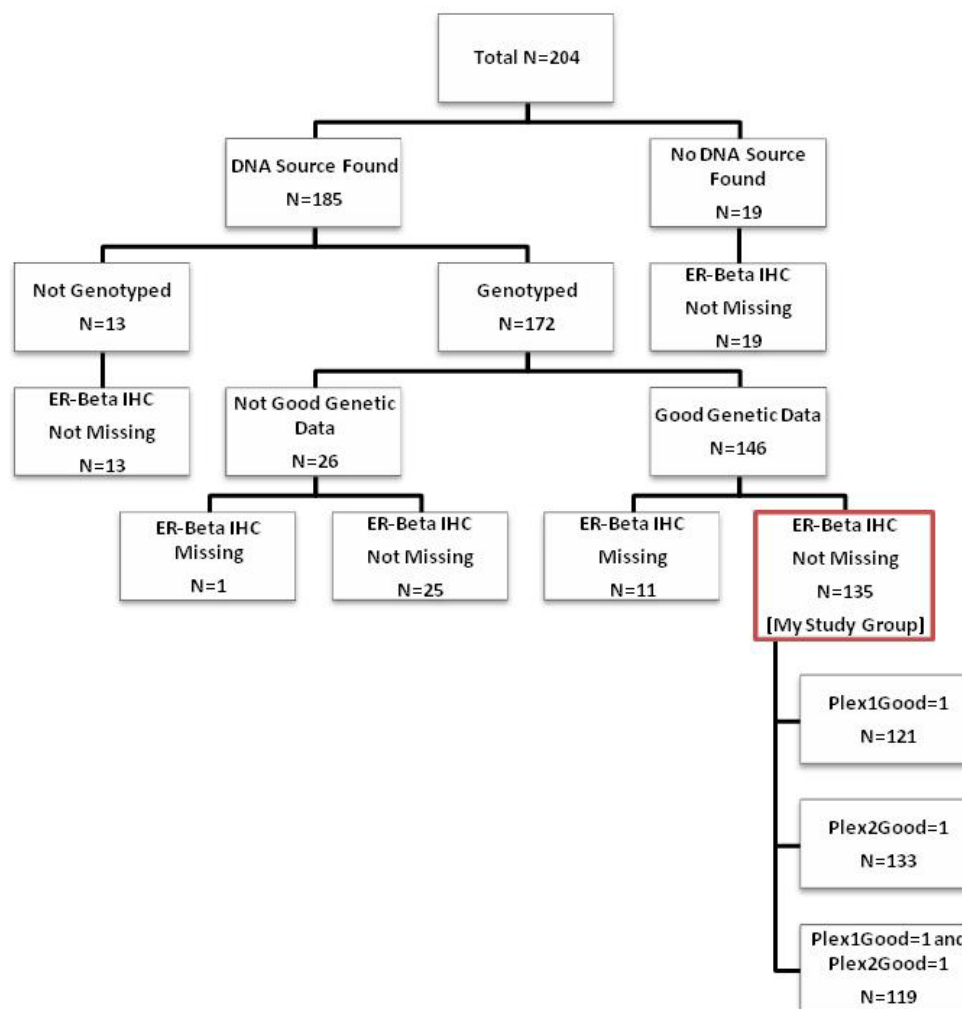 Total N=204
DNA Source Found
N=185
No DNA Source
Found
N=19
Not Genotyped
N=13
Genotyped
N=172
ER-Beta IHC
Not Missing
N=19
ER-Beta IHC
Not Missing
N=13
Not Good Genetic
Data
N=26
Good Genetic Data
N=146
ER-Beta IHC
Missing
N=1
ER-Beta IHC
Not Missing
N=25
ER-Beta IHC
Missing
N=11
ER-Beta IHC
Not Missing
N=135
[My Study Group]
Plex1Good=1
N=121
Plex2Good=1
N=133
Plex1Good=1 and
Plex2Good=1
N=119